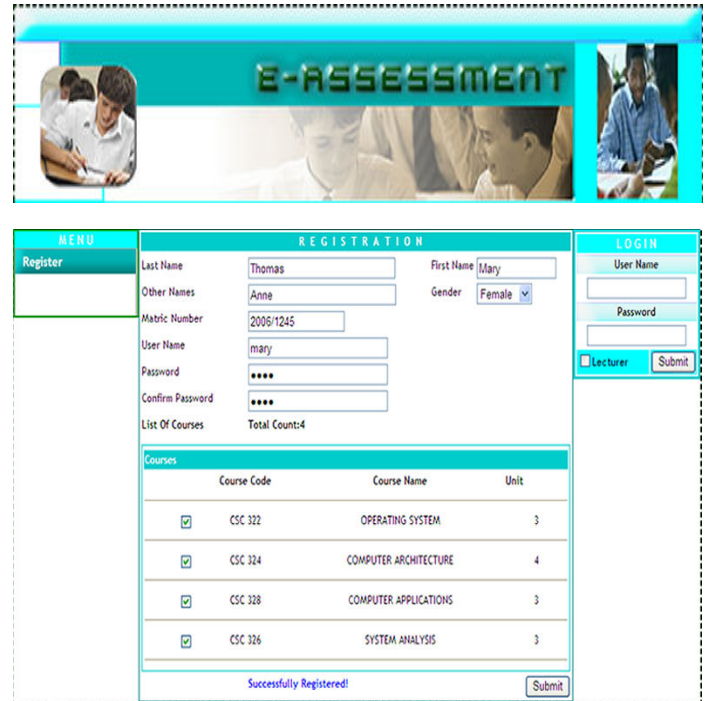 E-ASSESSMENT
MENU
Register
REGISTRATION
Last Name Thomas First Name Mary
Other Names Anne Gender Female
Matric Number 2006/1245
User Name mary
Password ••••
Confirm Password ••••
List Of Courses Total Count:4
Courses
Course Code Course Name Unit
CSC 322 OPERATING SYSTEM 3
CSC 324 COMPUTER ARCHITECTURE 4
CSC 328 COMPUTER APPLICATIONS 3
CSC 326 SYSTEM ANALYSIS 3
Successfully Registered! Submit
LOGIN
User Name
Password
Lecturer Submit